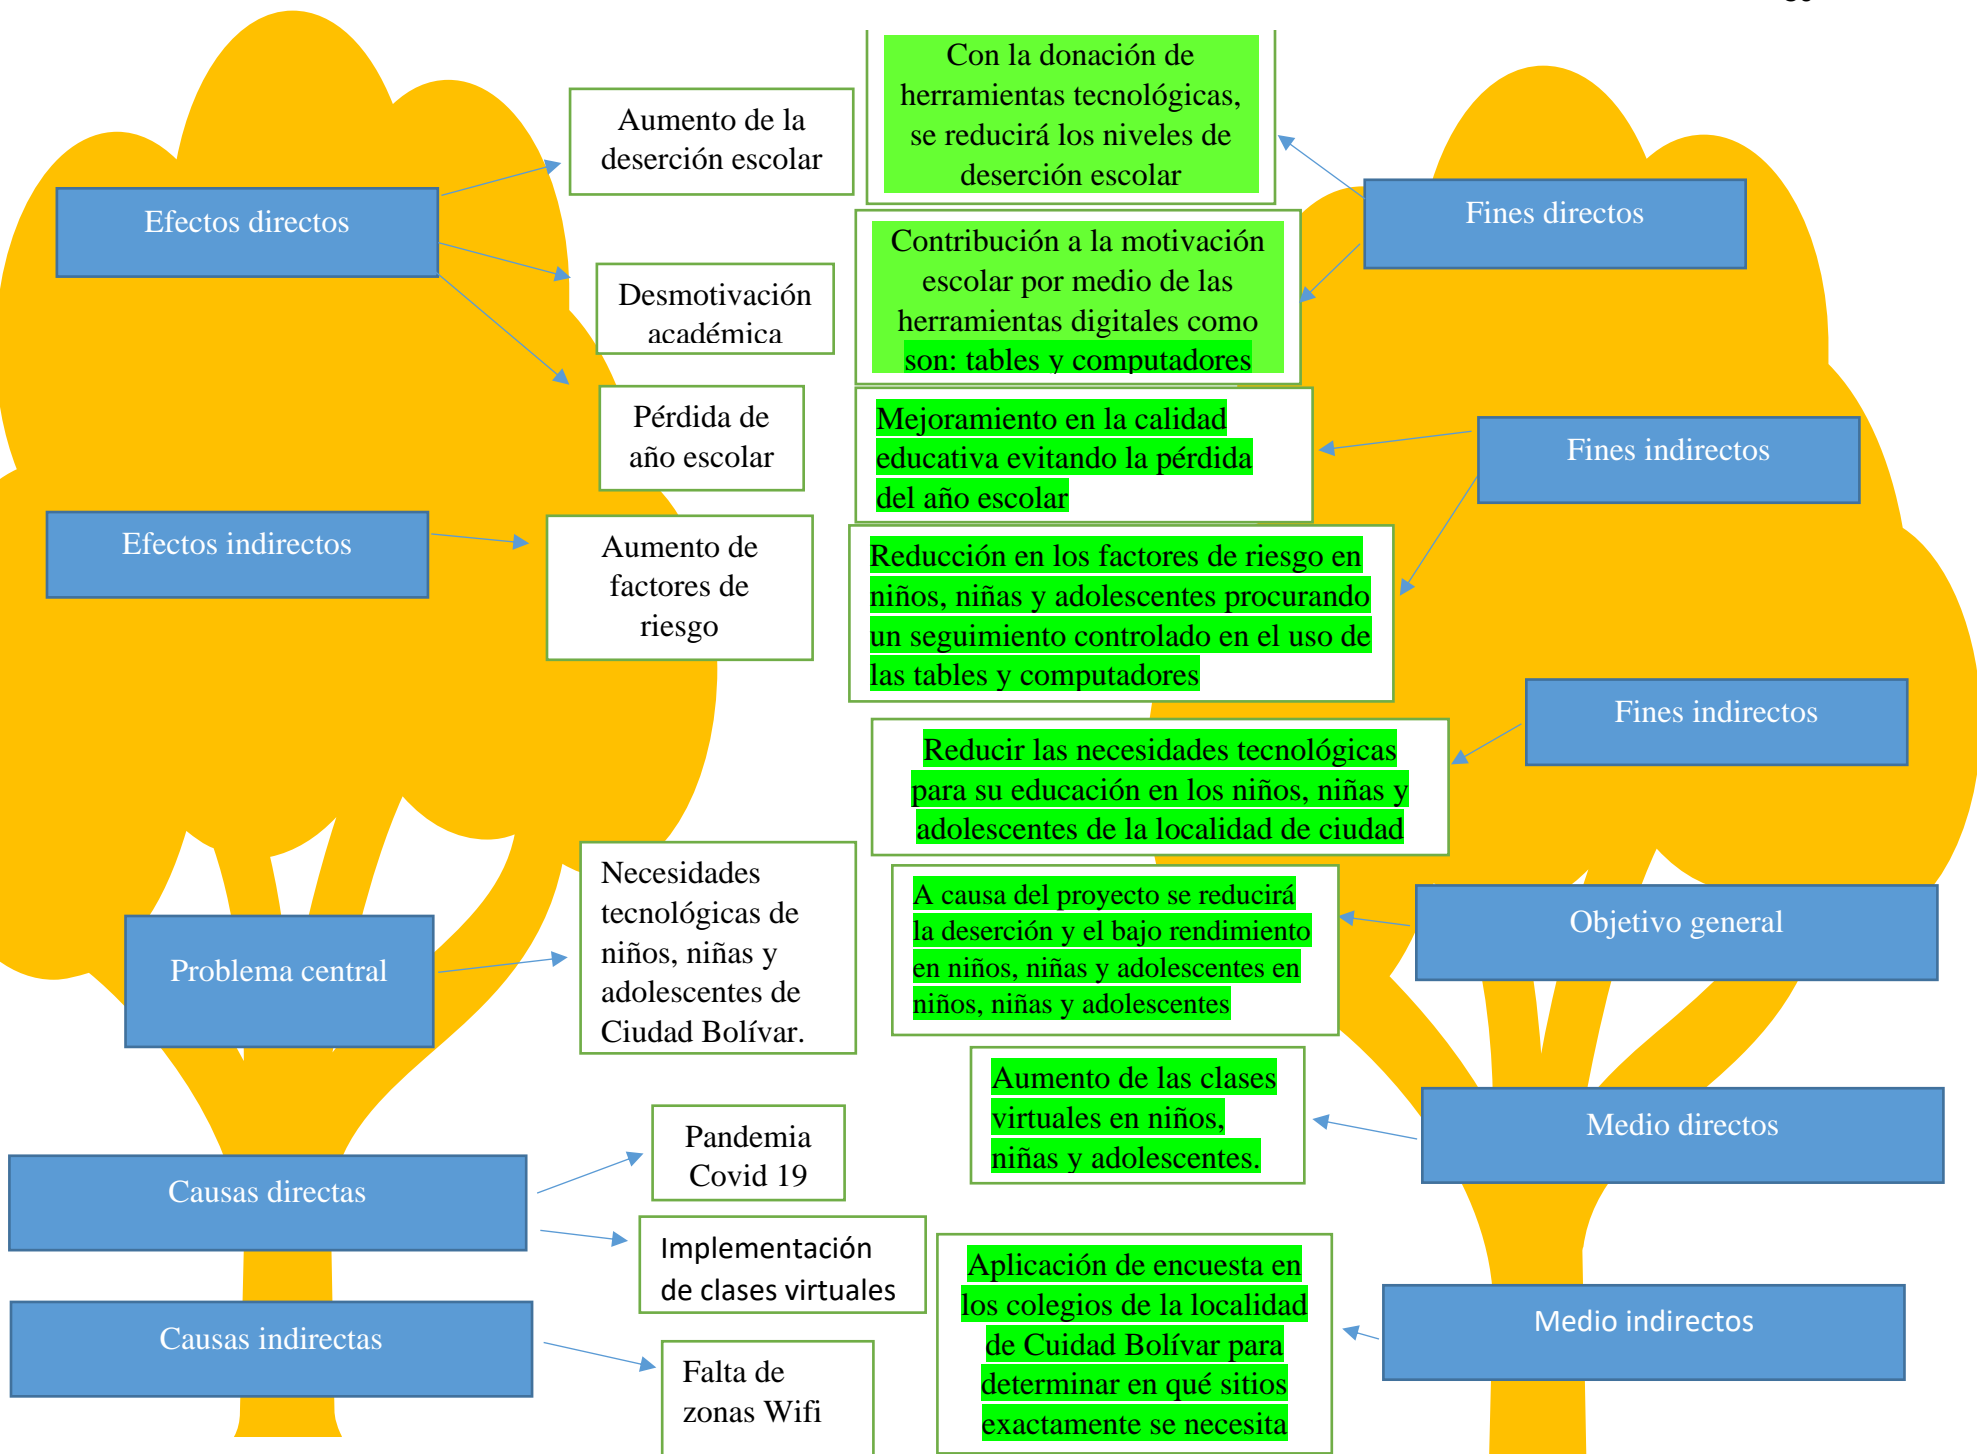 Con la donación de
herramientas tecnológicas,
se reducirá los niveles de
deserción escolar
Aumento de la
deserción escolar
Efectos directos
Fines directos
Contribución a la motivación
escolar por medio de las
herramientas digitales como
son: tables y computadores
Desmotivación
académica
Pérdida de
año escolar
Mejoramiento en la calidad
educativa evitando la pérdida
del año escolar
Fines indirectos
Efectos indirectos
Aumento de
factores de
riesgo
Reducción en los factores de riesgo en
niños, niñas y adolescentes procurando
un seguimiento controlado en el uso de
las tables y computadores
Fines indirectos
Reducir las necesidades tecnológicas
para su educación en los niños, niñas y
adolescentes de la localidad de ciudad
Problema central
Necesidades
tecnológicas de
niños, niñas y
adolescentes de
Ciudad Bolívar.
A causa del proyecto se reducirá
la deserción y el bajo rendimiento
en niños, niñas y adolescentes en
niños, niñas y adolescentes
Objetivo general
Aumento de las clases
virtuales en niños,
niñas y adolescentes.
Medio directos
Causas directas
Pandemia
Covid 19
Implementación
de clases virtuales
Causas indirectas
Falta de
zonas Wifi
Aplicación de encuesta en
los colegios de la localidad
de Cuidad Bolívar para
determinar en qué sitios
exactamente se necesita
Medio indirectos